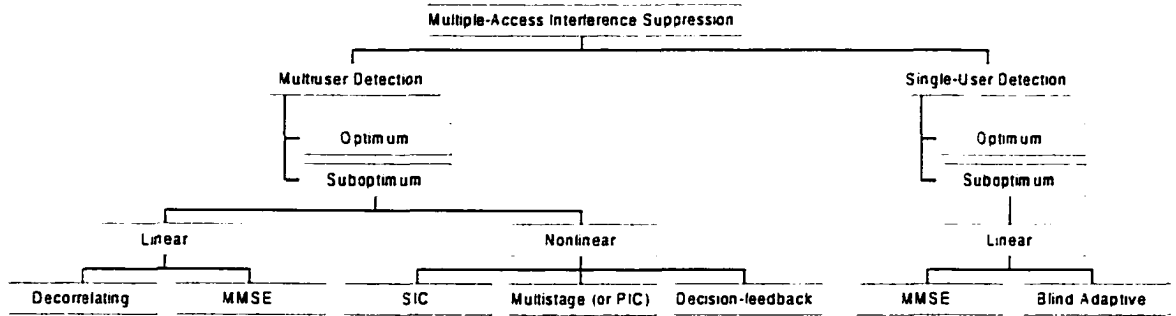 Multiple-Access Interference Suppression
Multiuser Detection
Single-User Detection
Optimum
Optimum
Suboptimum
Suboptimum
Linear
Nonlinear
Linear
Decorrelating
MMSE
SIC
Multistage (or PIC)
Decision-feedback
MMSE
Blind Adaptive